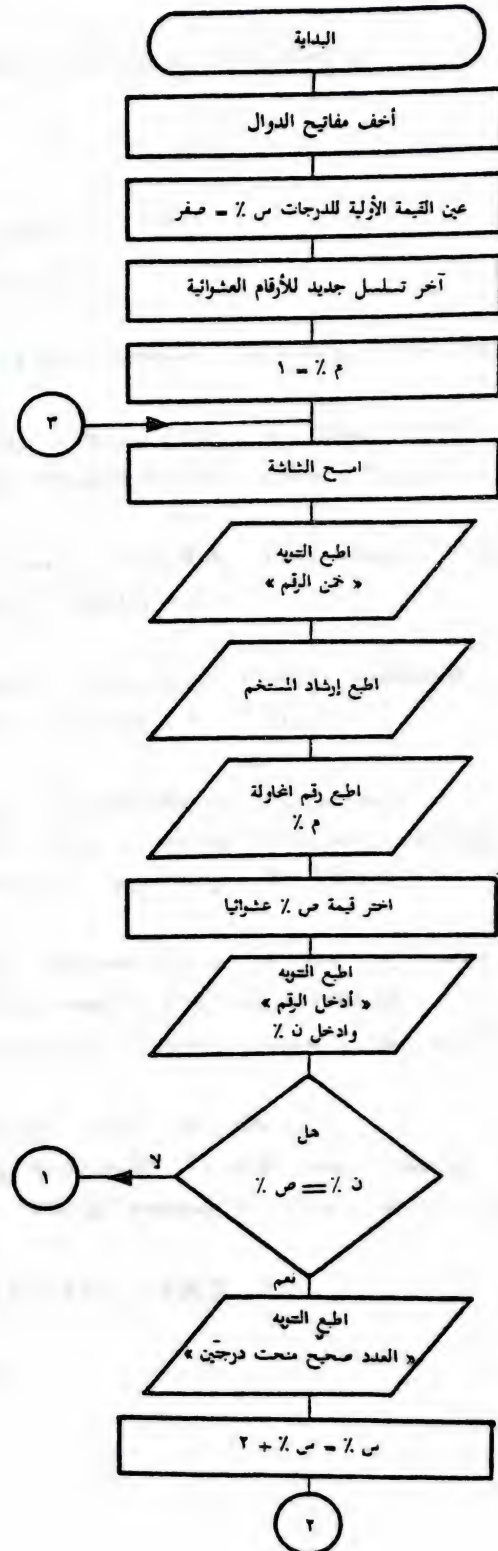 البداية
أخف مفاتيح الدوال
عين القيمة الأولية للدرجات س ٪ = صفر
آخر تسلسل جديد للأرقام العشوائية
م ٪ = ١
٣
امسح الشاشة
اطبع التنويه
« خمن الرقم »
اطبع إرشاد المستخم
اطبع رقم المحاولة
م ٪
اختر قيمة ص ٪ عشوائيا
اطبع التنويه
« أدخل الرقم »
وادخل ن ٪
هل
ن ٪ = ص ٪
لا
١
نعم
اطبع التنويه
« العدد صحيح منحت درجتين »
س ٪ = س ٪ + ٢
٢